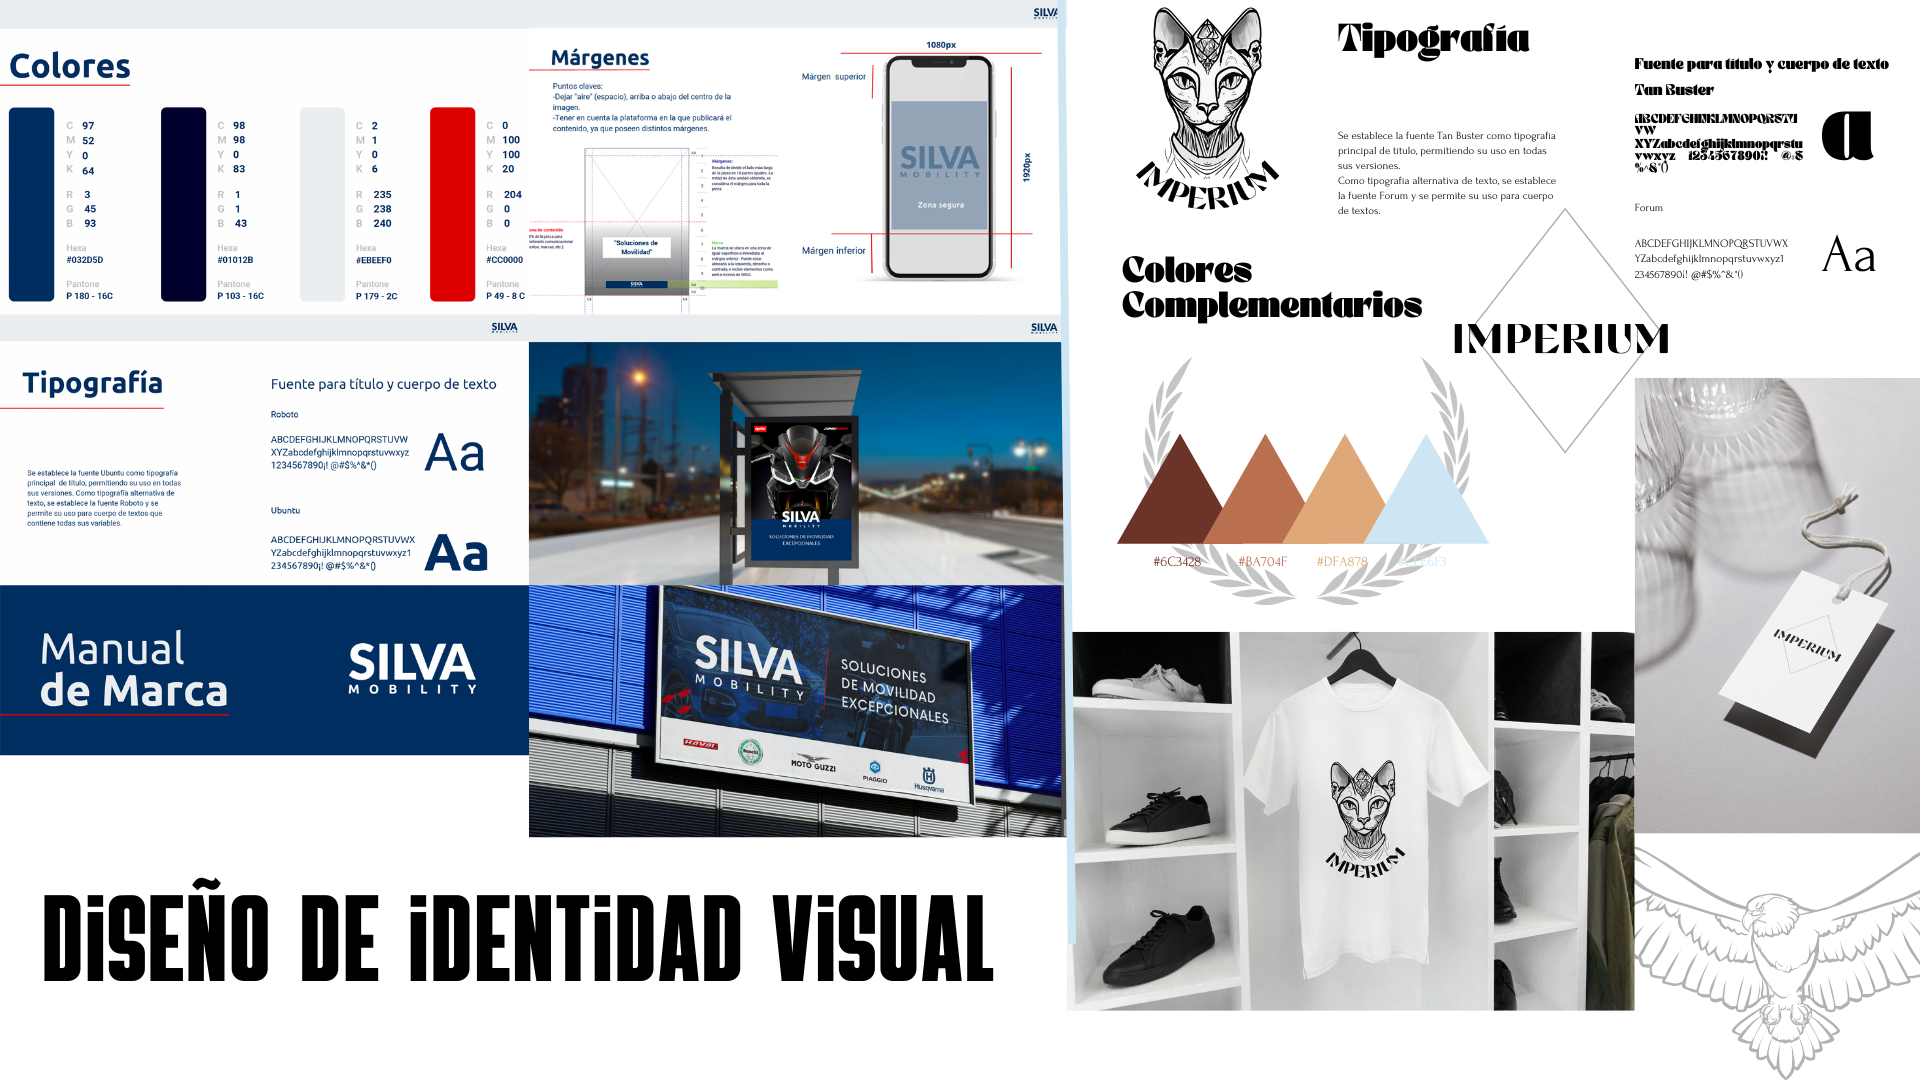 Colores
C 97
M 52
Y 0
K 64
R 3
G 45
B 93
Hexa
#032D5D
Pantone
P 180 - 16C
C 98
M 98
Y 0
K 83
R 1
G 1
B 43
Hexa
#01012B
Pantone
P 103 - 16C
C 2
M 1
Y 0
K 6
R 235
G 238
B 240
Hexa
#EBEEF0
Pantone
P 179 - 2C
C 0
M 100
Y 100
K 20
R 204
G 0
B 0
Hexa
#CC0000
Pantone
P 49 - 8 C
SILVA
Márgenes
Puntos claves:
-Dejar "aire" (espacio), arriba o abajo del centro de la
imagen.
-Tener en cuenta la plataforma en la que publicará el
contenido, ya que poseen distintos márgenes.
Márgenes:
"Soluciones de
Movilidad"
Marca
SILVA
1080px
Márgen superior
SILVA
MOBILITY
Zona segura
1920px
Márgen inferior
SILVA
MOBILITY
Tipografía
Se establece la fuente Ubuntu como tipografía
principal de título, permitiendo su uso en todas
sus versiones. Como tipografía alternativa de
texto, se establece la fuente Roboto y se
permite su uso para cuerpo de textos que
contiene todas sus variables.
Fuente para título y cuerpo de texto
Roboto
ABCDEFGHIJKLMNOPQRSTUVW
XYZabcdefghijklmnopqrstuvwxyz
1234567890¡! @#$%^&*()
Aa
Ubuntu
ABCDEFGHIJKLMNOPQRSTUVWX
YZabcdefghijklmnopqrstuvwxyz1
234567890¡! @#$%^&*()
Aa
SILVA
MOBILITY
SILVA
MOBILITY
SOLUCIONES DE MOVILIDAD
EXCEPCIONALES
Manual
de Marca
SILVA
MOBILITY
SILVA
MOBILITY
SOLUCIONES
DE MOVILIDAD
EXCEPCIONALES
HAVAL
Benelli
MOTO GUZZI
PIAGGIO
Husqvarna
DiSEÑO DE iDENTiDAD ViSUAL
IMPERIUM
Tipografía
Se establece la fuente Tan Buster como tipografía
principal de título, permitiendo su uso en todas
sus versiones.
Como tipografía alternativa de texto, se establece
la fuente Forum y se permite su uso para cuerpo
de textos.
Fuente para título y cuerpo de texto
Tan Buster
ABCDEFGHIJKLMNOPQRSTU
VW
XYZabcdefghijklmnopqrstu
vwxyz 1234567890¡! @#$
%^&*()
a
Forum
ABCDEFGHIJKLMNOPQRSTUVWX
YZabcdefghijklmnopqrstuvwxyz1
234567890¡! @#$%^&*()
Aa
Colores
Complementarios
IMPERIUM
#6C3428
#BA704F
#DFA878
IMPERIUM
IMPERIUM